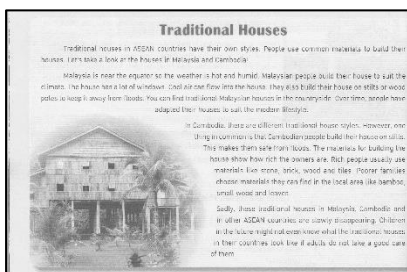 Traditional Houses
Traditional houses in ASEAN countries have their own styles. People use common materials to build their
houses. Let's take a look at the houses in Malaysia and Cambodia!
Malaysia is near the equator so the weather is hot and humid. Malaysian people build their house to suit the
climate. The house has a lot of windows. Cool air can flow into the house. They also build their house on stilts or wood
poles to keep it away from floods. You can find traditional Malaysian houses in the countryside. Over time, people have
adapted their houses to suit the modern lifestyle.
In Cambodia, there are different traditional house styles. However, one
thing in common is that Cambodian people build their house on stilts.
This makes them safe from floods. The materials for building the
house show how rich the owners are. Rich people usually use
materials like stone, brick, wood and tiles. Poorer families
choose materials they can find in the local area like bamboo,
small wood and leaves.
Sadly, those traditional houses in Malaysia, Cambodia and
in other ASEAN countries are slowly disappearing. Children
in the future might not even know what the traditional houses
in their countries look like if adults do not take a good care
of them.